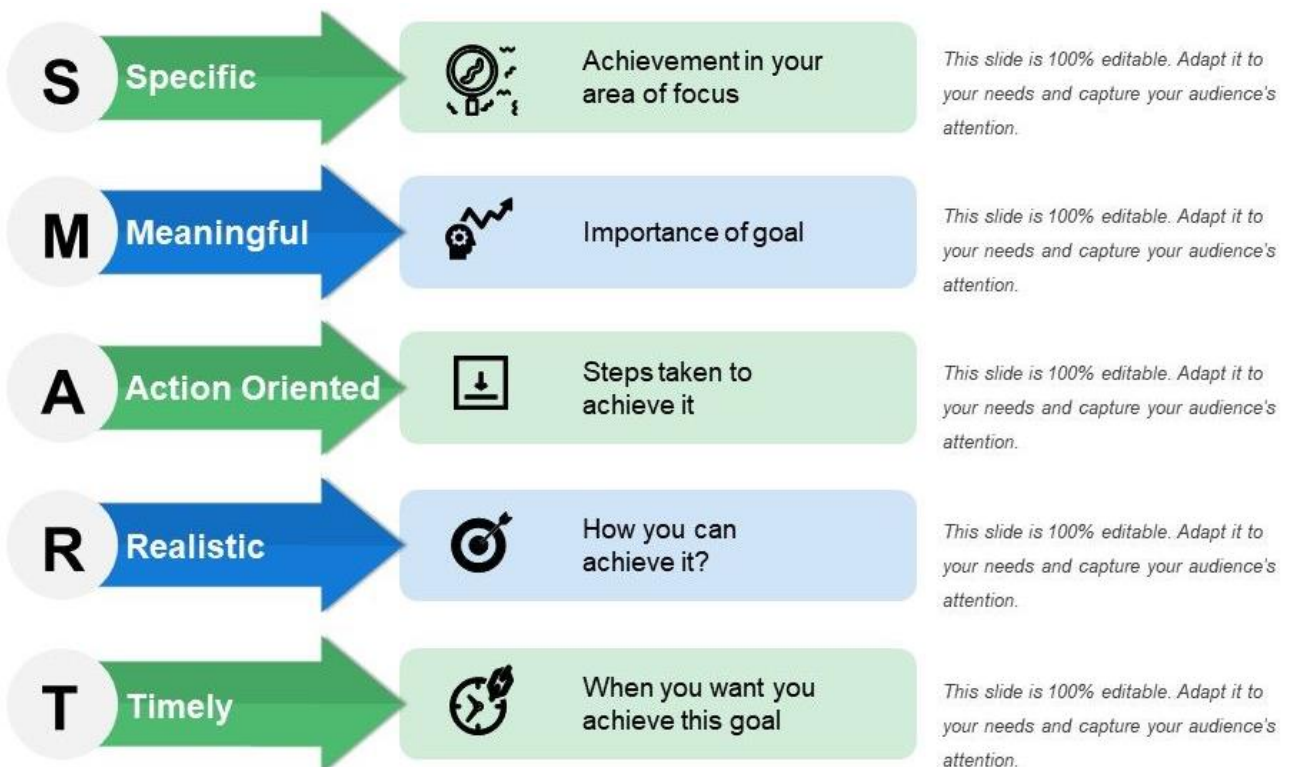 S
Specific
Achievement in your
area of focus
This slide is 100% editable. Adapt it to
your needs and capture your audience's
attention.
M
Meaningful
Importance of goal
This slide is 100% editable. Adapt it to
your needs and capture your audience's
attention.
A
Action Oriented
Steps taken to
achieve it
This slide is 100% editable. Adapt it to
your needs and capture your audience's
attention.
R
Realistic
How you can
achieve it?
This slide is 100% editable. Adapt it to
your needs and capture your audience's
attention.
T
Timely
When you want you
achieve this goal
This slide is 100% editable. Adapt it to
your needs and capture your audience's
attention.